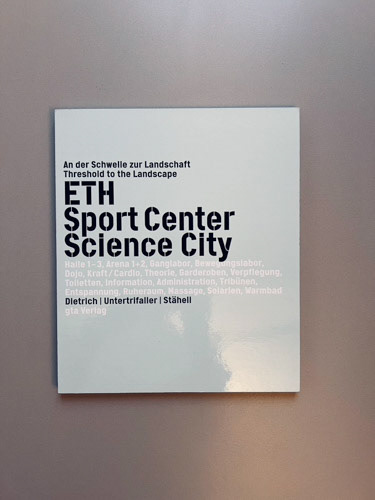 An der Schwelle zur Landschaft
Threshold to the Landscape
ETH
Sport Center
Science City
Halle 1–3, Arena 1+2, Ganglabor, Bewegungslabor,
Dojo, Kraft/Cardio, Theorie, Garderoben, Verpflegung,
Toiletten, Information, Administration, Tribünen,
Entspannung, Ruheraum, Massage, Solarien, Warmbad
Dietrich | Untertrifaller | Stäheli
gta Verlag